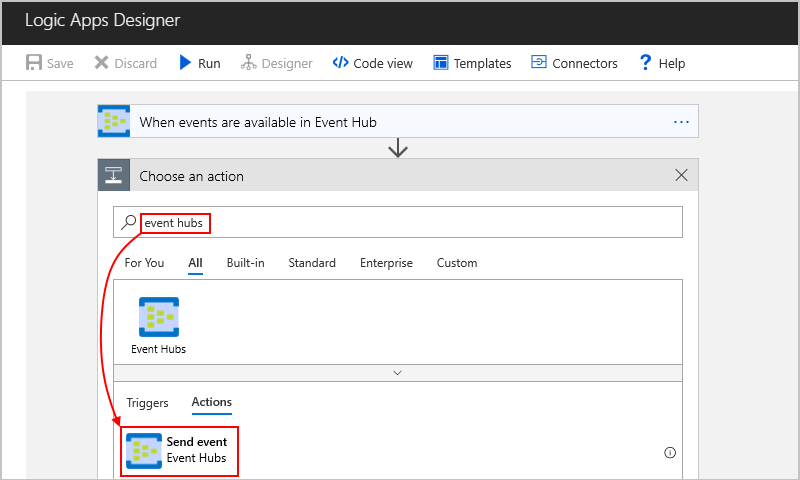 Logic Apps Designer
Save Discard Run Designer Code view Templates Connectors Help
When events are available in Event Hub
Choose an action
event hubs
For You All Built-in Standard Enterprise Custom
Event Hubs
Triggers Actions
Send event
Event Hubs